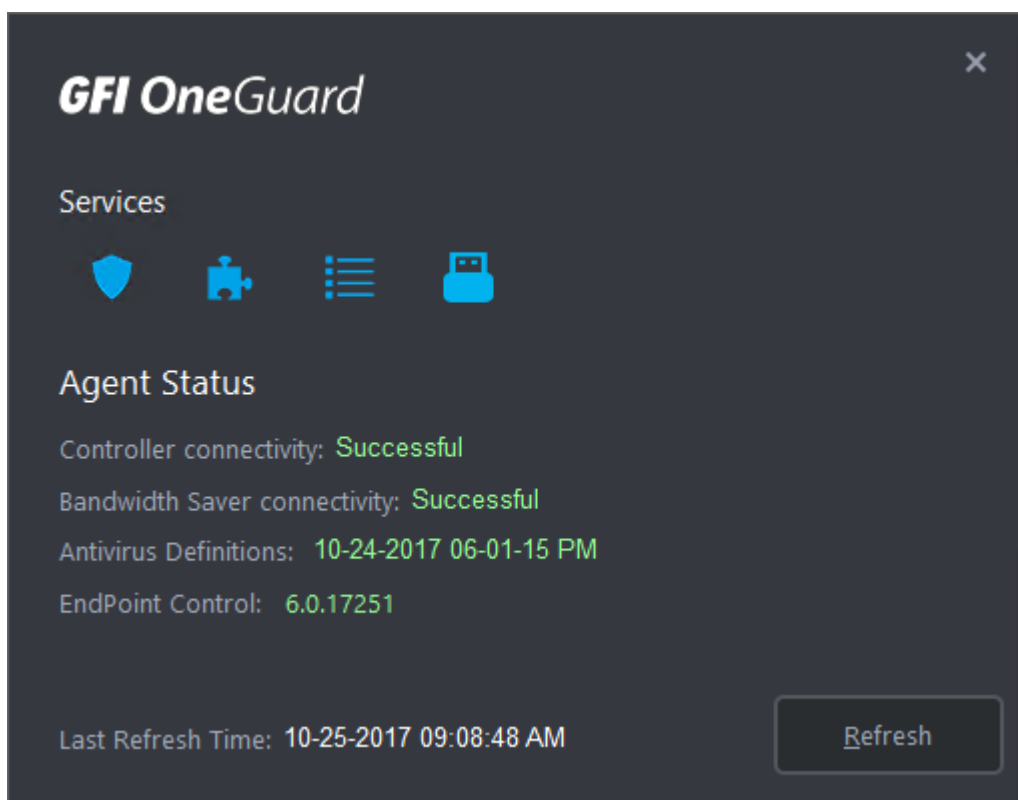 GFI OneGuard
Services
Agent Status
Controller connectivity: Successful
Bandwidth Saver connectivity: Successful
Antivirus Definitions: 10-24-2017 06-01-15 PM
EndPoint Control: 6.0.17251
Last Refresh Time: 10-25-2017 09:08:48 AM
Refresh